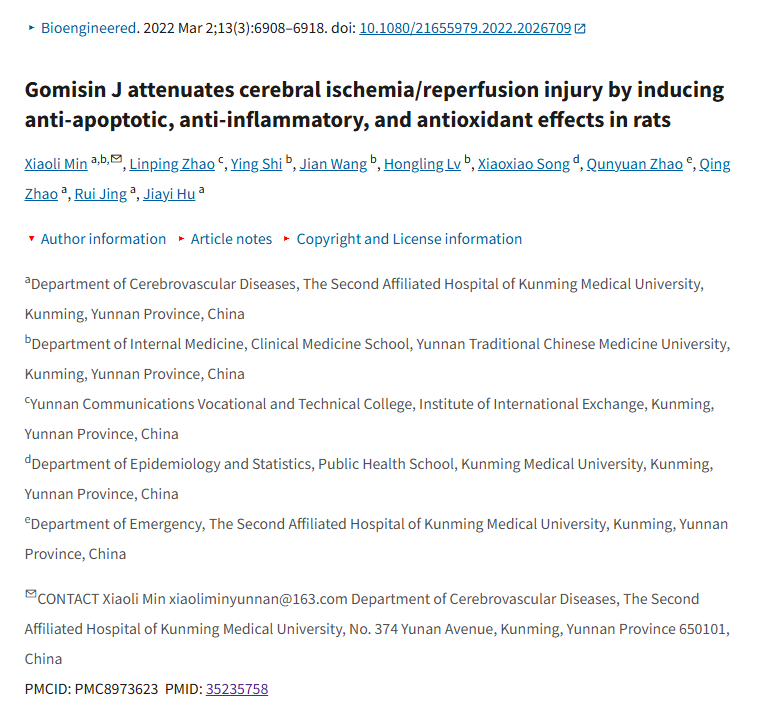 ‣ Bioengineered. 2022 Mar 2;13(3):6908–6918. doi: 10.1080/21655979.2022.2026709
Gomisin J attenuates cerebral ischemia/reperfusion injury by inducing
anti-apoptotic, anti-inflammatory, and antioxidant effects in rats
Xiaoli Min a,b,✉, Linping Zhao c, Ying Shi b, Jian Wang b, Hongling Lv b, Xiaoxiao Song d, Qunyuan Zhao e, Qing
Zhao a, Rui Jing a, Jiayi Hu a
▾ Author information ▸ Article notes ▸ Copyright and License information
aDepartment of Cerebrovascular Diseases, The Second Affiliated Hospital of Kunming Medical University,
Kunming, Yunnan Province, China
bDepartment of Internal Medicine, Clinical Medicine School, Yunnan Traditional Chinese Medicine University,
Kunming, Yunnan Province, China
cYunnan Communications Vocational and Technical College, Institute of International Exchange, Kunming,
Yunnan Province, China
dDepartment of Epidemiology and Statistics, Public Health School, Kunming Medical University, Kunming,
Yunnan Province, China
eDepartment of Emergency, The Second Affiliated Hospital of Kunming Medical University, Kunming, Yunnan
Province, China
✉CONTACT Xiaoli Min xiaoliminyunnan@163.com Department of Cerebrovascular Diseases, The Second
Affiliated Hospital of Kunming Medical University, No. 374 Yunan Avenue, Kunming, Yunnan Province 650101,
China
PMCID: PMC8973623 PMID: 35235758